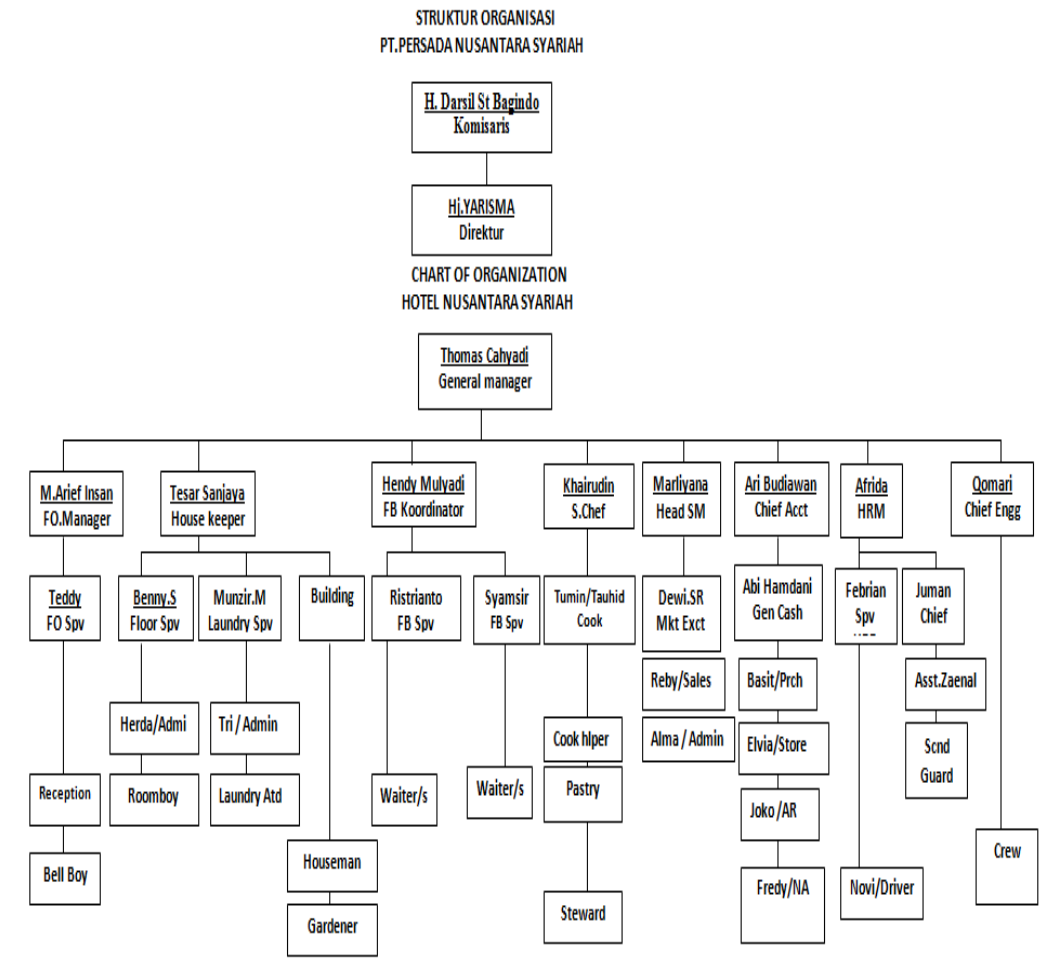 STRUKTUR ORGANISASI
PT.PERSADA NUSANTARA SYARIAH
H. Darsil St Bagindo
Komisaris
Hj.YARISMA
Direktur
CHART OF ORGANIZATION
HOTEL NUSANTARA SYARIAH
Thomas Cahyadi
General manager
M.Arief Insan
FO.Manager
Tesar Sanjaya
House keeper
Hendy Mulyadi
FB Koordinator
Khairudin
S.Chef
Marliyana
Head SM
Ari Budiawan
Chief Acct
Afrida
HRM
Qomari
Chief Engg
Teddy
FO Spv
Benny.S
Floor Spv
Munzir.M
Laundry Spv
Building
Ristrianto
FB Spv
Syamsir
FB Spv
Tumin/Tauhid
Cook
Dewi.SR
Mkt Exct
Abi Hamdani
Gen Cash
Febrian
Spv
Juman
Chief
Reby/Sales
Basit/Prch
Asst.Zaenal
Herda/Admi
Tri / Admin
Cook hlper
Alma / Admin
Elvia/Store
Scnd
Guard
Reception
Roomboy
Laundry Atd
Waiter/s
Waiter/s
Pastry
Joko /AR
Bell Boy
Houseman
Crew
Fredy/NA
Novi/Driver
Gardener
Steward